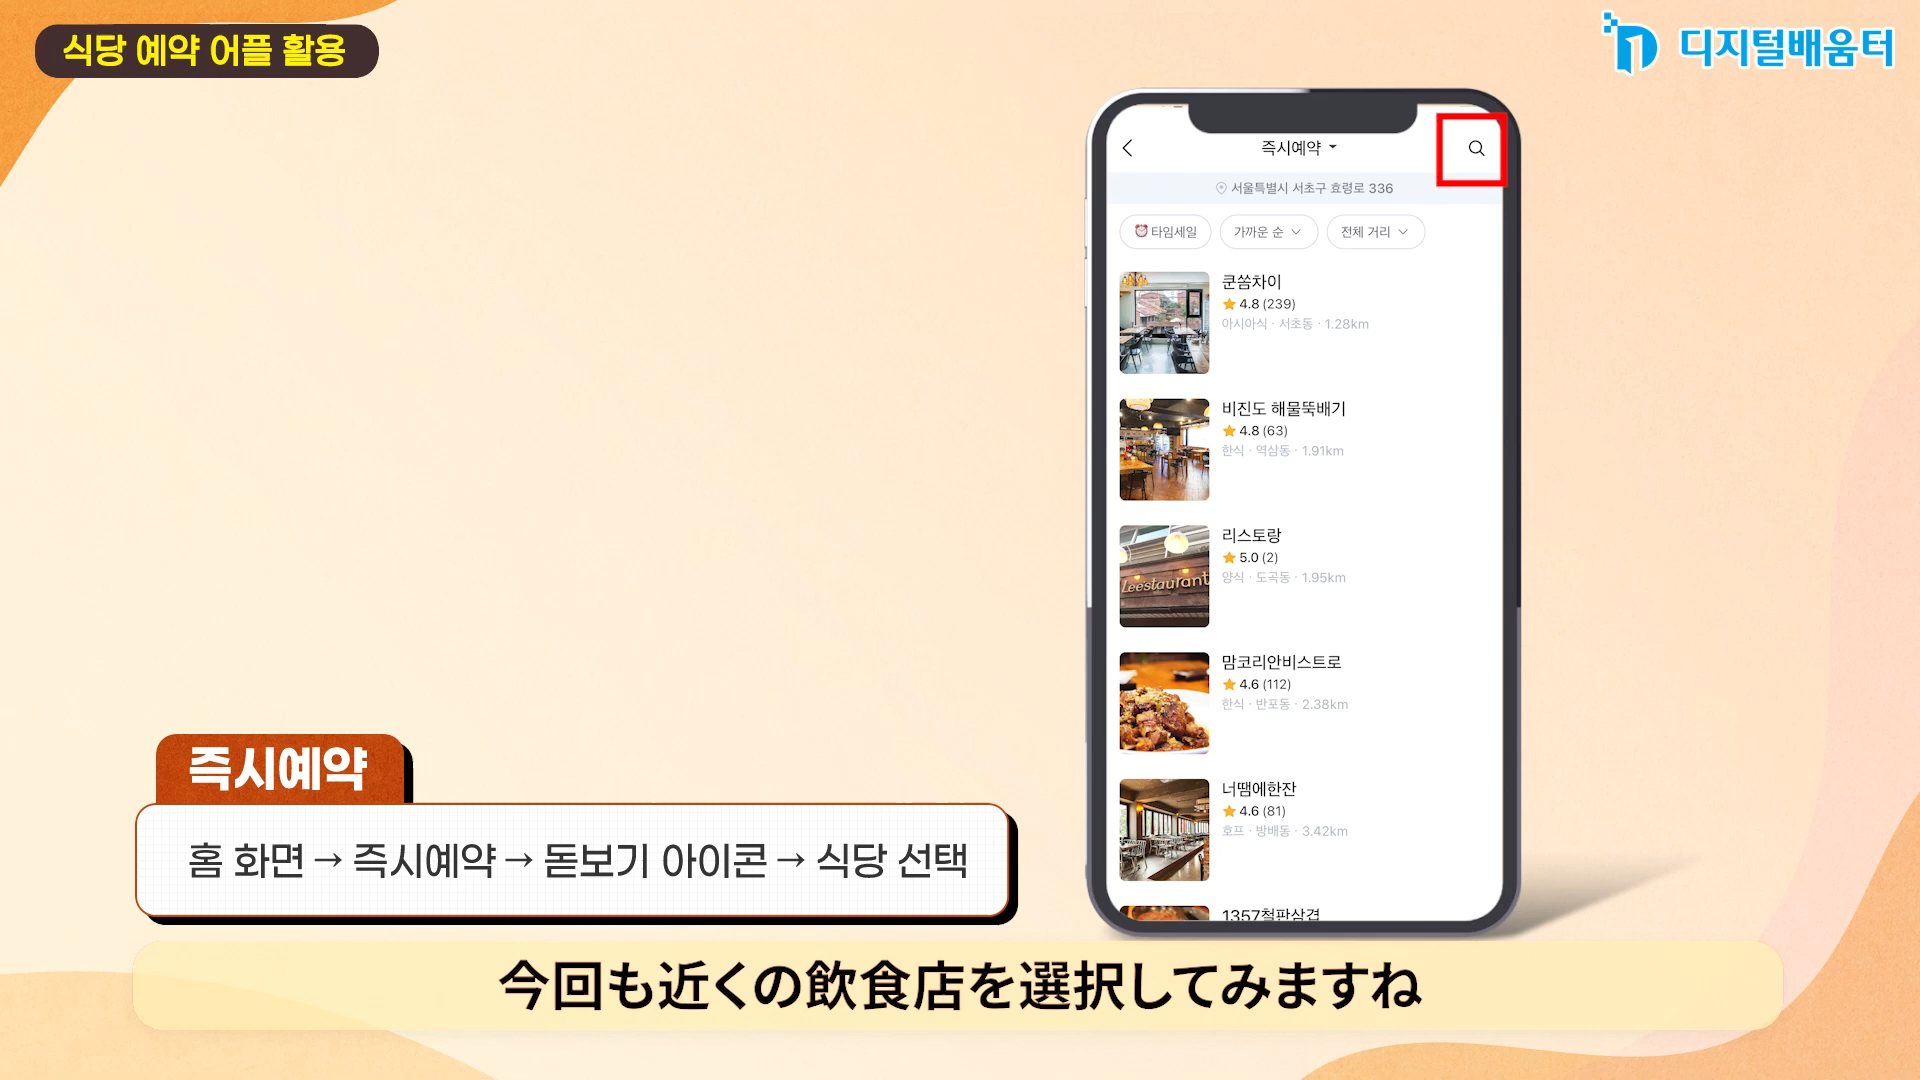 식당 예약 어플 활용
디지털배움터
즉시예약
서울특별시 서초구 효령로 336
타임세일
가까운 순
전체 거리
쿤쏨차이
4.8 (239)
아시아식 · 서초동 · 1.28km
비진도 해물뚝배기
4.8 (63)
한식 · 역삼동 · 1.91km
Leestaurant
리스토랑
5.0 (2)
양식 · 도곡동 · 1.95km
맘코리안비스트로
4.6 (112)
한식 · 반포동 · 2.38km
너땜에한잔
4.6 (81)
호프 · 방배동 · 3.42km
1357철판삼겹
즉시예약
홈 화면 → 즉시예약 → 돋보기 아이콘 → 식당 선택
今回も近くの飲食店を選択してみますね